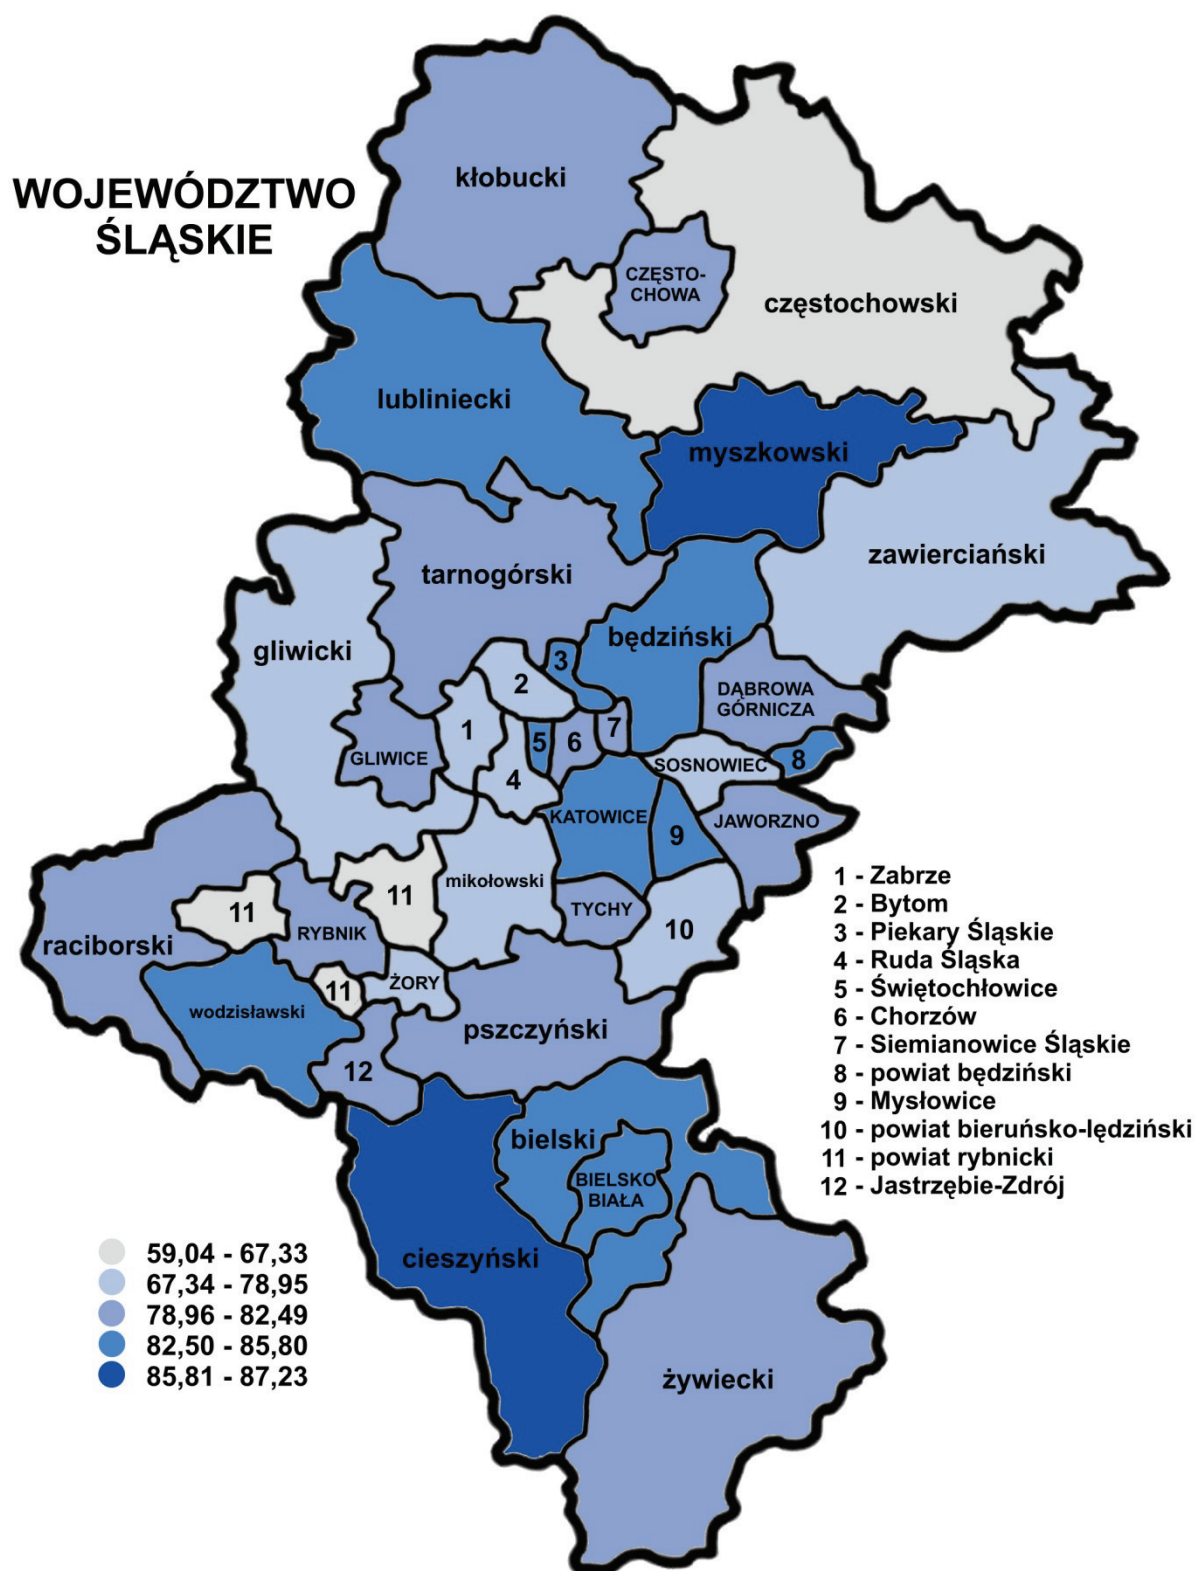 WOJEWÓDZTWO
ŚLĄSKIE
kłobucki
CZĘSTO-
CHOWA
częstochowski
lubliniecki
myszkowski
zawierciański
tarnogórski
będziński
gliwicki
3
2
DĄBROWA
GÓRNICZA
1
5
6
7
GLIWICE
4
SOSNOWIEC
8
KATOWICE
9
JAWORZNO
mikołowski
11
11
TYCHY
10
RYBNIK
raciborski
ŻORY
11
wodzisławski
pszczyński
12
1 - Zabrze
2 - Bytom
3 - Piekary Śląskie
4 - Ruda Śląska
5 - Świętochłowice
6 - Chorzów
7 - Siemianowice Śląskie
8 - powiat będziński
9 - Mysłowice
10 - powiat bieruńsko-lędziński
11 - powiat rybnicki
12 - Jastrzębie-Zdrój
bielski
BIELSKO
BIAŁA
cieszyński
żywiecki
59,04 - 67,33
67,34 - 78,95
78,96 - 82,49
82,50 - 85,80
85,81 - 87,23